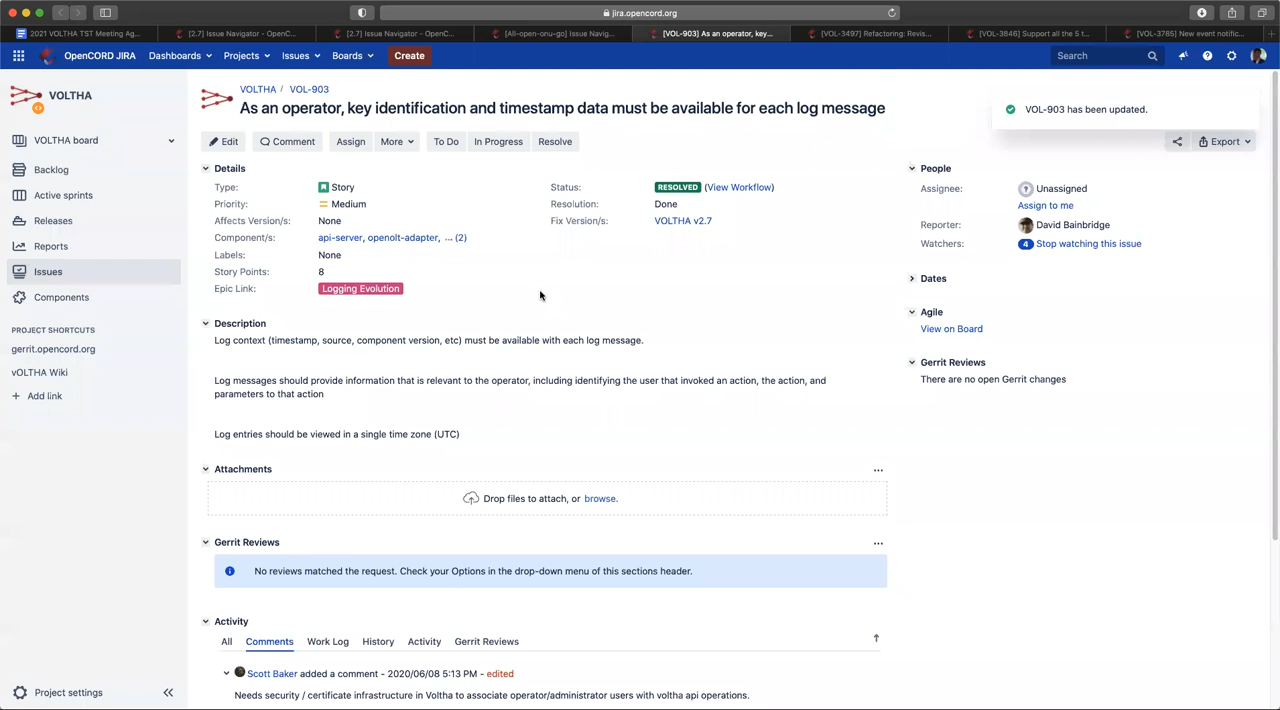 jira.opencord.org
2021 VOLTHA TST Meeting Ag...
[2.7] Issue Navigator - OpenC...
[2.7] Issue Navigator - OpenC...
[All-open-onu-go] Issue Navig...
[VOL-903] As an operator, key...
[VOL-3497] Refactoring: Revis...
[VOL-3846] Support all the 5 t...
[VOL-3785] New event notific...
OpenCORD JIRA Dashboards Projects Issues Boards Create Search
VOLTHA
VOLTHA board
Backlog
Active sprints
Releases
Reports
Issues
Components
PROJECT SHORTCUTS
gerrit.opencord.org
vOLTHA Wiki
+ Add link
Project settings
VOLTHA / VOL-903
As an operator, key identification and timestamp data must be available for each log message
VOL-903 has been updated.
Edit Comment Assign More To Do In Progress Resolve Export
Details
Type: Story
Priority: Medium
Affects Version/s: None
Component/s: api-server, openolt-adapter, ... (2)
Labels: None
Story Points: 8
Epic Link: Logging Evolution
Status: RESOLVED (View Workflow)
Resolution: Done
Fix Version/s: VOLTHA v2.7
Description
Log context (timestamp, source, component version, etc) must be available with each log message.
Log messages should provide information that is relevant to the operator, including identifying the user that invoked an action, the action, and
parameters to that action
Log entries should be viewed in a single time zone (UTC)
Attachments
Drop files to attach, or browse.
Gerrit Reviews
No reviews matched the request. Check your Options in the drop-down menu of this sections header.
Activity
All Comments Work Log History Activity Gerrit Reviews
Scott Baker added a comment - 2020/06/08 5:13 PM - edited
Needs security / certificate infrastructure in Voltha to associate operator/administrator users with voltha api operations.
People
Assignee: Unassigned
Assign to me
Reporter: David Bainbridge
Watchers: 4 Stop watching this issue
Dates
Agile
View on Board
Gerrit Reviews
There are no open Gerrit changes